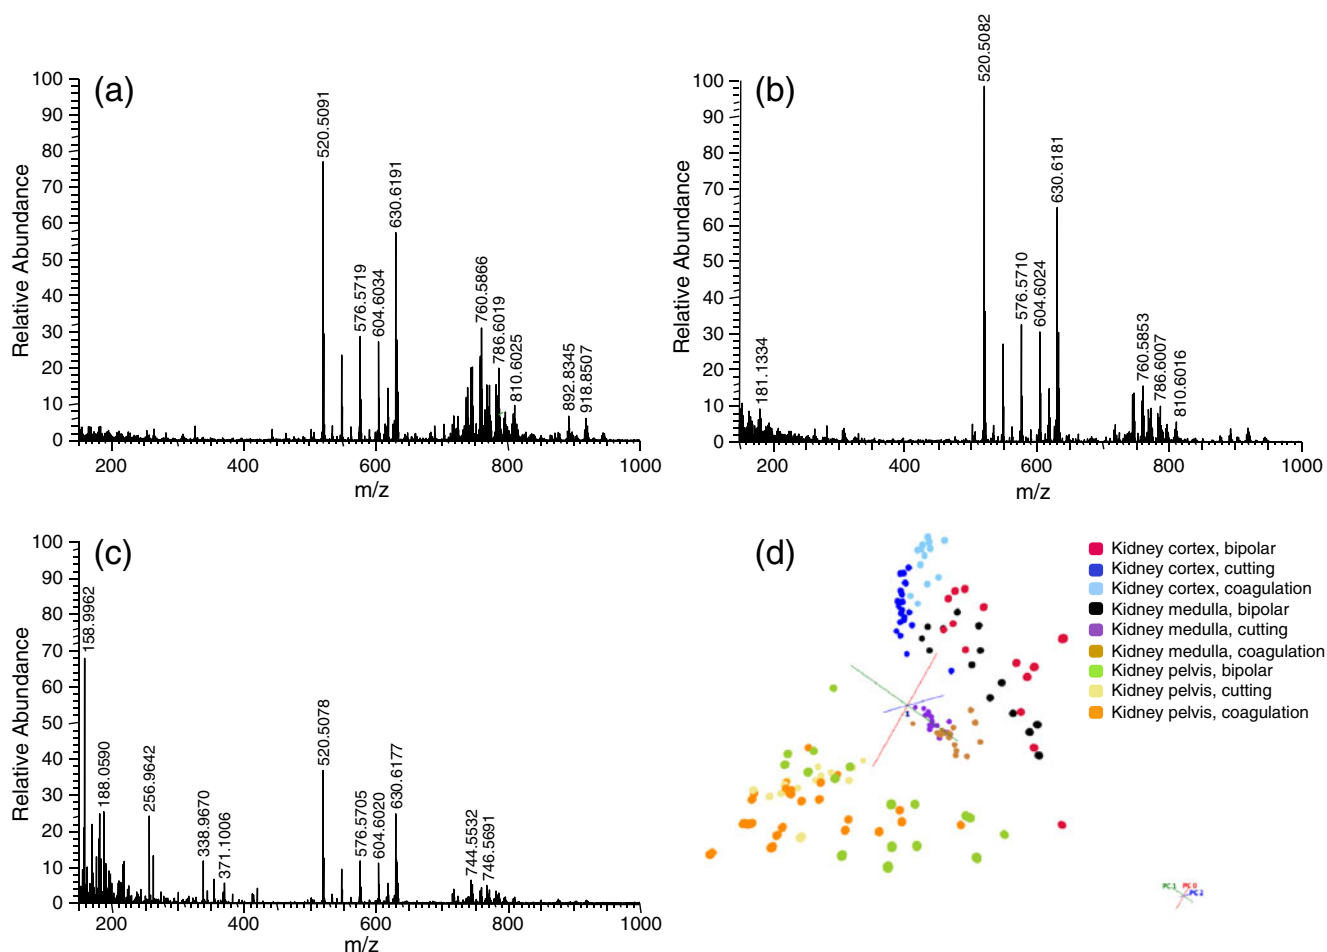 (a)
Relative Abundance
100
90
80
70
60
50
40
30
20
10
0
520.5091
576.5719
604.6034
630.6191
760.5866
786.6019
810.6025
892.8345
918.8507
200 400 600 800 1000
m/z
(b)
Relative Abundance
100
90
80
70
60
50
40
30
20
10
0
181.1334
520.5082
576.5710
604.6024
630.6181
760.5853
786.6007
810.6016
200 400 600 800 1000
m/z
(c)
Relative Abundance
100
90
80
70
60
50
40
30
20
10
0
158.9962
188.0590
256.9642
338.9670
371.1006
520.5078
576.5705
604.6020
630.6177
744.5532
746.5691
200 400 600 800 1000
m/z
(d)
Kidney cortex, bipolar
Kidney cortex, cutting
Kidney cortex, coagulation
Kidney medulla, bipolar
Kidney medulla, cutting
Kidney medulla, coagulation
Kidney pelvis, bipolar
Kidney pelvis, cutting
Kidney pelvis, coagulation
1
PC1 PC0
PC2